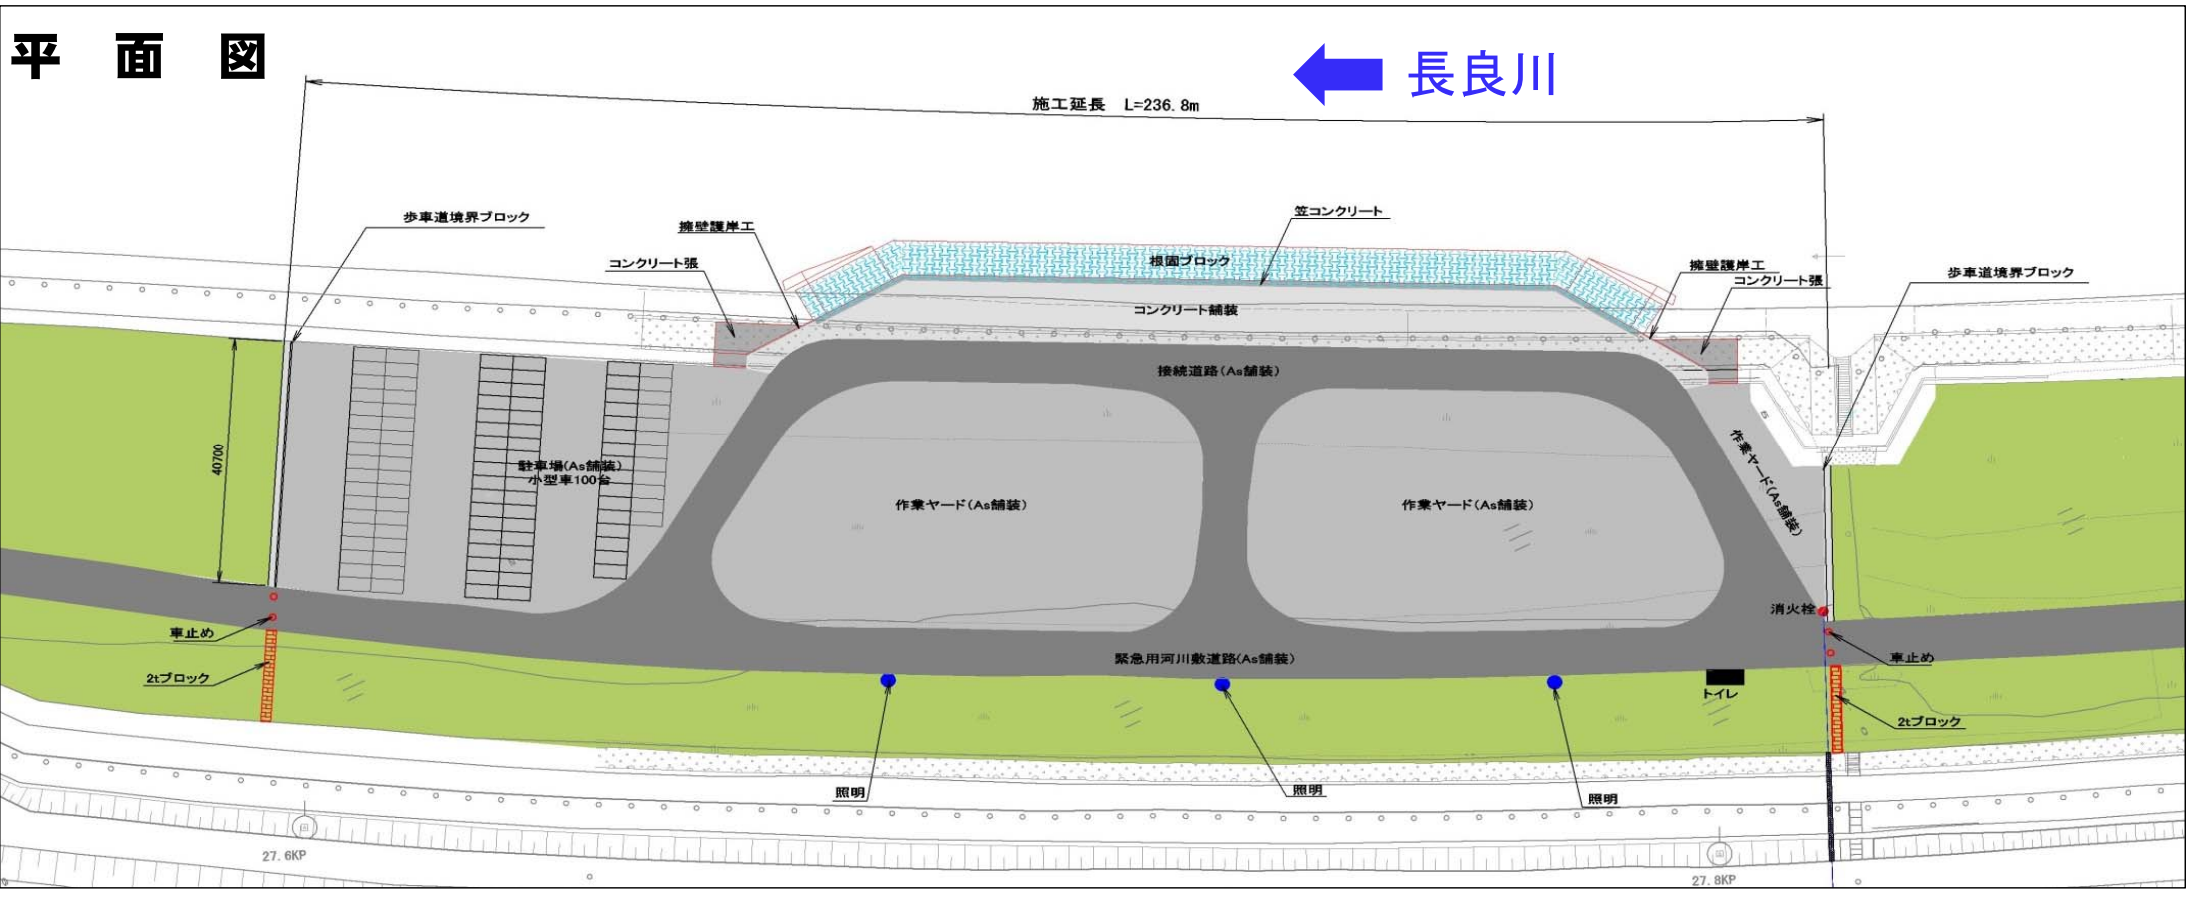 平 面 図
長良川
施工延長 L=236.8m
歩車道境界ブロック
擁壁護岸工
コンクリート張
笠コンクリート
根固ブロック
擁壁護岸工
コンクリート張
歩車道境界ブロック
コンクリート舗装
接続道路(As舗装)
40700
駐車場(As舗装)
小型車100台
作業ヤード(As舗装)
作業ヤード(As舗装)
作業ヤード(As舗装)
消火栓
車止め
緊急用河川敷道路(As舗装)
車止め
2tブロック
トイレ
2tブロック
照明
照明
照明
27.6KP
27.8KP